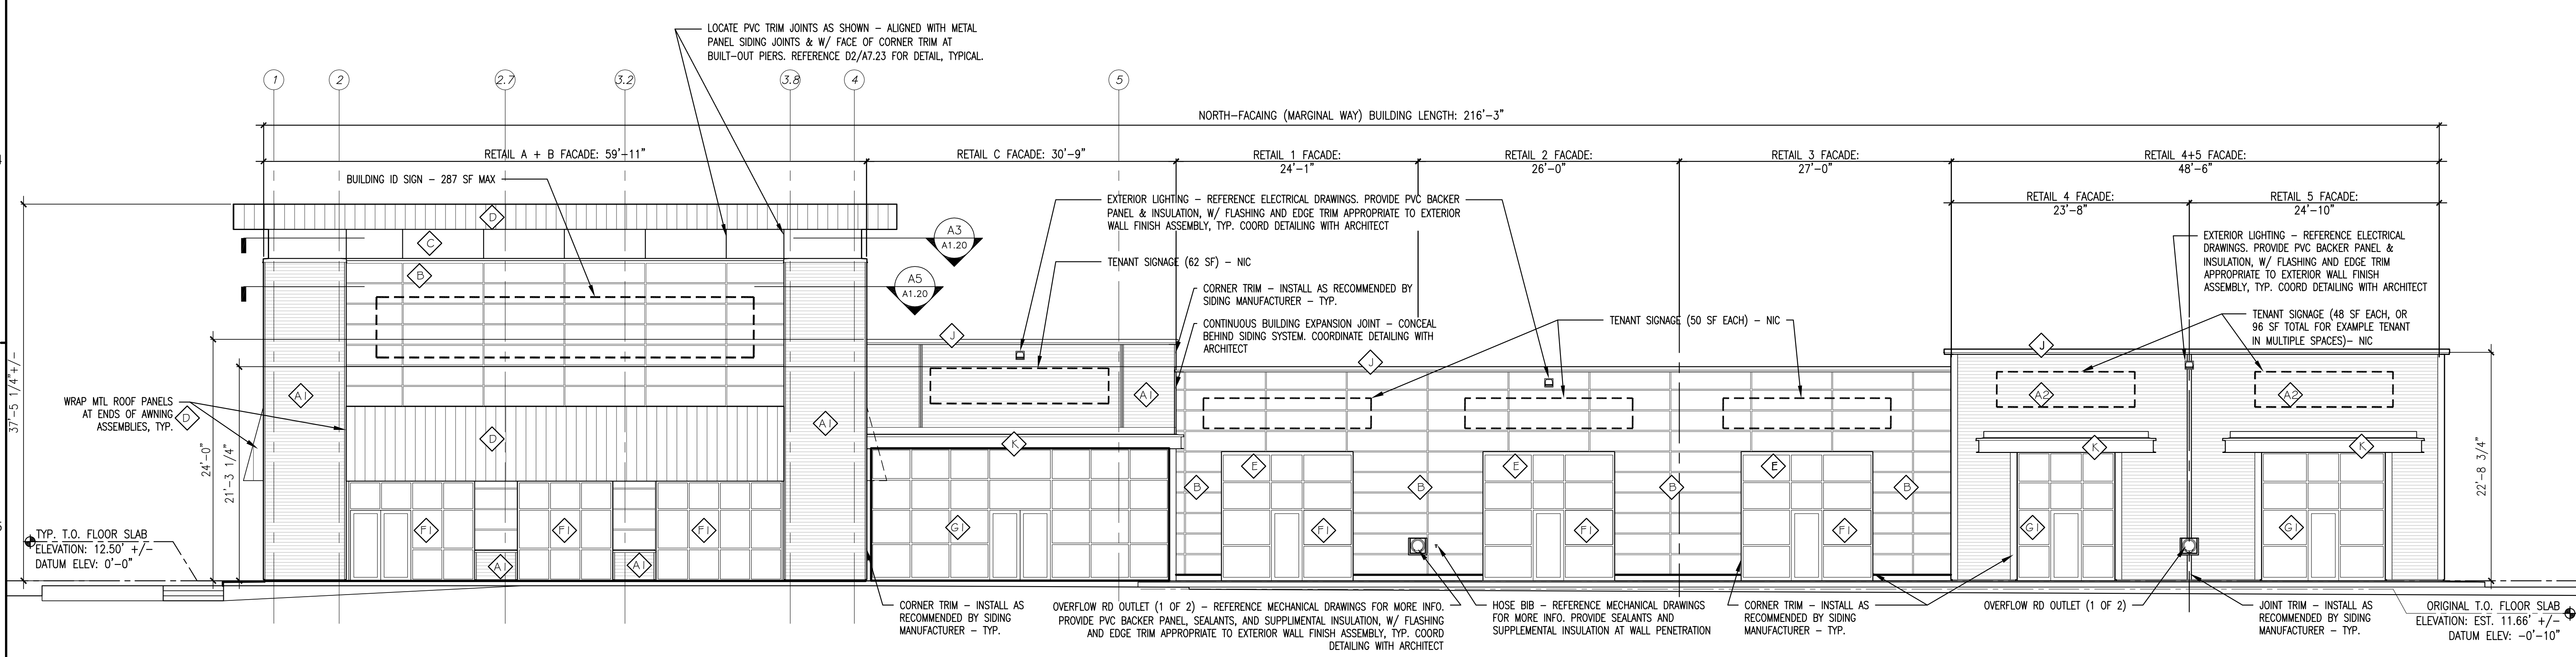 LOCATE PVC TRIM JOINTS AS SHOWN – ALIGNED WITH METAL
PANEL SIDING JOINTS & W/ FACE OF CORNER TRIM AT
BUILT-OUT PIERS. REFERENCE D2/A7.23 FOR DETAIL, TYPICAL.
1
2
2.7
3.2
3.8
4
5
NORTH-FACAING (MARGINAL WAY) BUILDING LENGTH: 216'-3"
RETAIL A + B FACADE: 59'-11"
RETAIL C FACADE: 30'-9"
RETAIL 1 FACADE:
24'-1"
RETAIL 2 FACADE:
26'-0"
RETAIL 3 FACADE:
27'-0"
RETAIL 4+5 FACADE:
48'-6"
RETAIL 4 FACADE:
23'-8"
RETAIL 5 FACADE:
24'-10"
BUILDING ID SIGN – 287 SF MAX
EXTERIOR LIGHTING – REFERENCE ELECTRICAL DRAWINGS. PROVIDE PVC BACKER
PANEL & INSULATION, W/ FLASHING AND EDGE TRIM APPROPRIATE TO EXTERIOR
WALL FINISH ASSEMBLY, TYP. COORD DETAILING WITH ARCHITECT
TENANT SIGNAGE (62 SF) – NIC
A3
A1.20
A5
A1.20
CORNER TRIM – INSTALL AS RECOMMENDED BY
SIDING MANUFACTURER – TYP.
CONTINUOUS BUILDING EXPANSION JOINT – CONCEAL
BEHIND SIDING SYSTEM. COORDINATE DETAILING WITH
ARCHITECT
TENANT SIGNAGE (50 SF EACH) – NIC
EXTERIOR LIGHTING – REFERENCE ELECTRICAL
DRAWINGS. PROVIDE PVC BACKER PANEL &
INSULATION, W/ FLASHING AND EDGE TRIM
APPROPRIATE TO EXTERIOR WALL FINISH
ASSEMBLY, TYP. COORD DETAILING WITH ARCHITECT
TENANT SIGNAGE (48 SF EACH, OR
96 SF TOTAL FOR EXAMPLE TENANT
IN MULTIPLE SPACES)– NIC
D
C
B
J
J
J
A1
A1
A1
A2
A2
WRAP MTL ROOF PANELS
AT ENDS OF AWNING
ASSEMBLIES, TYP.
D
D
K
K
K
E
E
E
B
B
B
B
F1
F1
F1
G1
F1
F1
F1
G1
G1
A1
A1
37'-5 1/4"+/-
24'-0"
21'-3 1/4"
22'-8 3/4"
TYP. T.O. FLOOR SLAB
ELEVATION: 12.50' +/-
DATUM ELEV: 0'-0"
CORNER TRIM – INSTALL AS
RECOMMENDED BY SIDING
MANUFACTURER – TYP.
OVERFLOW RD OUTLET (1 OF 2) – REFERENCE MECHANICAL DRAWINGS FOR MORE INFO.
PROVIDE PVC BACKER PANEL, SEALANTS, AND SUPPLIMENTAL INSULATION, W/ FLASHING
AND EDGE TRIM APPROPRIATE TO EXTERIOR WALL FINISH ASSEMBLY, TYP. COORD
DETAILING WITH ARCHITECT
HOSE BIB – REFERENCE MECHANICAL DRAWINGS
FOR MORE INFO. PROVIDE SEALANTS AND
SUPPLEMENTAL INSULATION AT WALL PENETRATION
CORNER TRIM – INSTALL AS
RECOMMENDED BY SIDING
MANUFACTURER – TYP.
OVERFLOW RD OUTLET (1 OF 2)
JOINT TRIM – INSTALL AS
RECOMMENDED BY SIDING
MANUFACTURER – TYP.
ORIGINAL T.O. FLOOR SLAB
ELEVATION: EST. 11.66' +/-
DATUM ELEV: -0'-10"